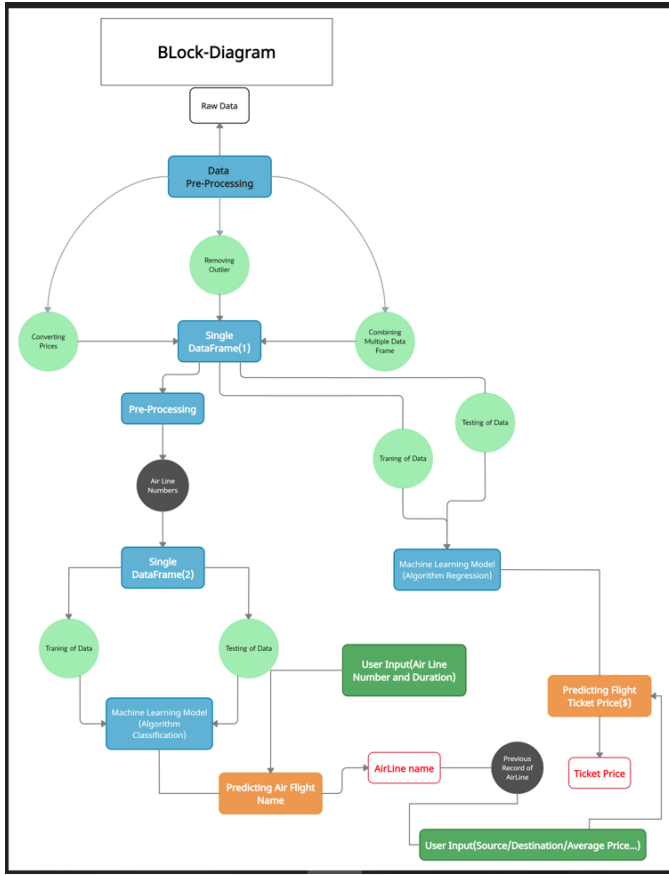 BLock-Diagram
Raw Data
Data
Pre-Processing
Removing
Outlier
Converting
Prices
Single
DataFrame(1)
Combining
Multiple Data
Frame
Pre-Processing
Testing of Data
Traning of Data
Air Line
Numbers
Single
DataFrame(2)
Machine Learning Model
(Algorithm Regression)
Traning of Data
Testing of Data
User Input(Air Line
Number and Duration)
Predicting Flight
Ticket Price($)
Machine Learning Model
(Algorithm
Classification)
Predicting Air Flight
Name
AirLine name
Previous
Record of
AirLine
Ticket Price
User Input(Source/Destination/Average Price...)